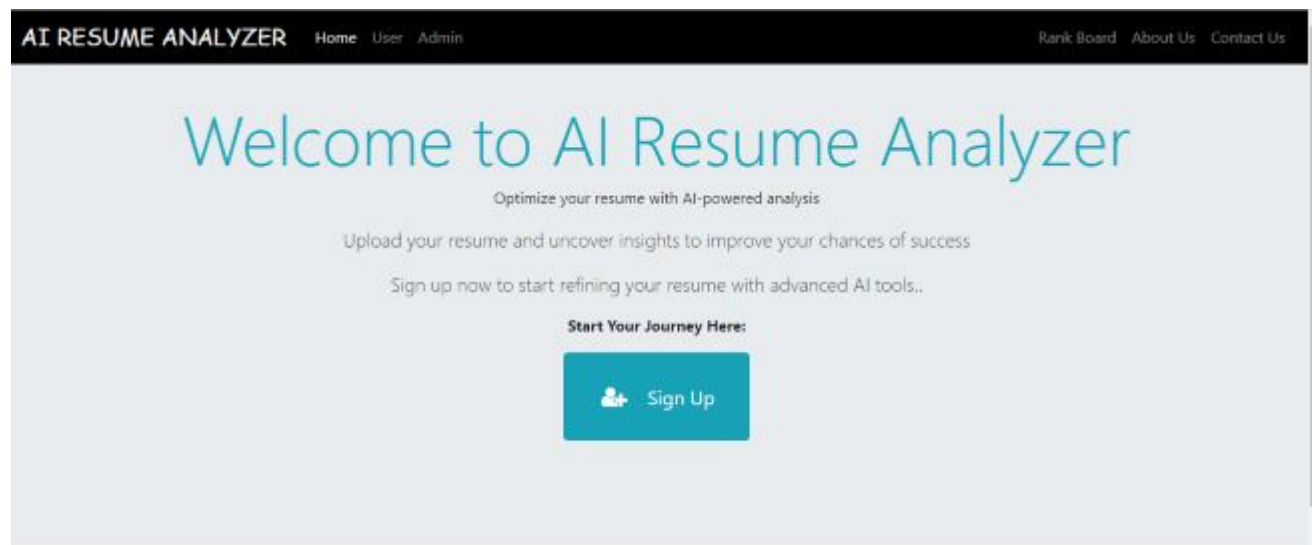 AI RESUME ANALYZER Home User Admin Rank Board About Us Contact Us
Welcome to AI Resume Analyzer
Optimize your resume with AI-powered analysis
Upload your resume and uncover insights to improve your chances of success
Sign up now to start refining your resume with advanced AI tools..
Start Your Journey Here:
Sign Up